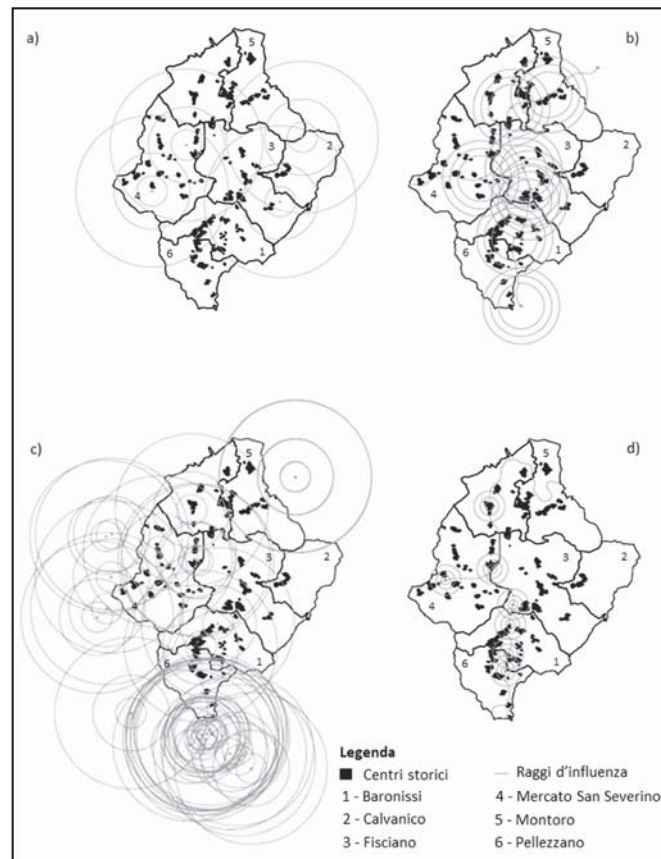 a)
5
3
2
4
1
6
b)
5
3
2
4
1
6
c)
5
3
2
4
1
6
d)
5
3
2
4
1
6
Legenda
Centri storici
Raggi d'influenza
1 - Baronissi
4 - Mercato San Severino
2 - Calvanico
5 - Montoro
3 - Fisciano
6 - Pellezzano